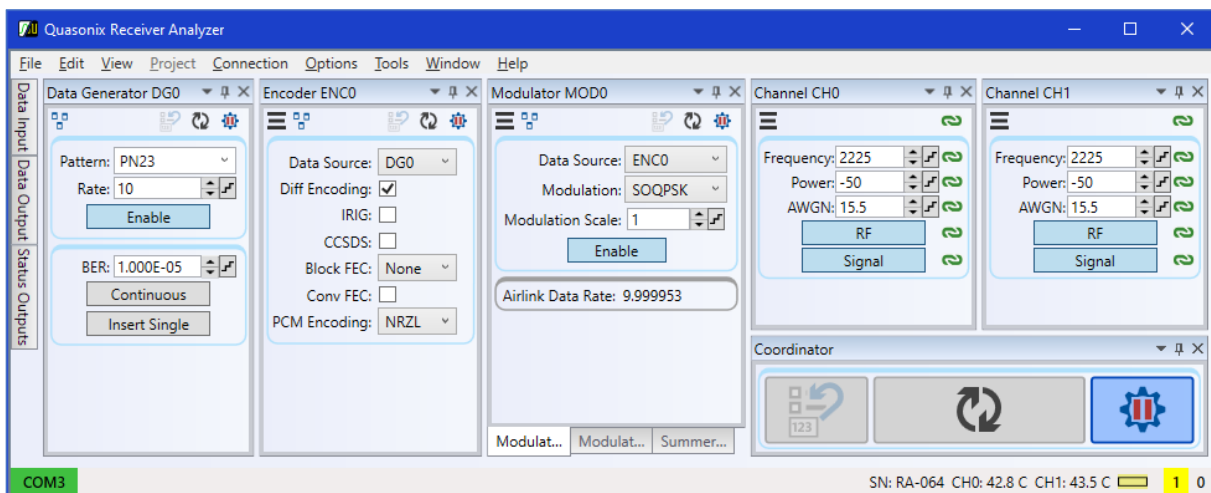 Quasonix Receiver Analyzer
File Edit View Project Connection Options Tools Window Help
Data Input
Data Output
Status Outputs
Data Generator DG0
Pattern: PN23
Rate: 10
Enable
BER: 1.000E-05
Continuous
Insert Single
Encoder ENC0
Data Source: DG0
Diff Encoding:
IRIG:
CCSDS:
Block FEC: None
Conv FEC:
PCM Encoding: NRZL
Modulator MOD0
Data Source: ENC0
Modulation: SOQPSK
Modulation Scale: 1
Enable
Airlink Data Rate: 9.999953
Modulat... Modulat... Summer...
Channel CH0
Frequency: 2225
Power: -50
AWGN: 15.5
RF
Signal
Channel CH1
Frequency: 2225
Power: -50
AWGN: 15.5
RF
Signal
Coordinator
123
COM3 SN: RA-064 CH0: 42.8 C CH1: 43.5 C 1 0